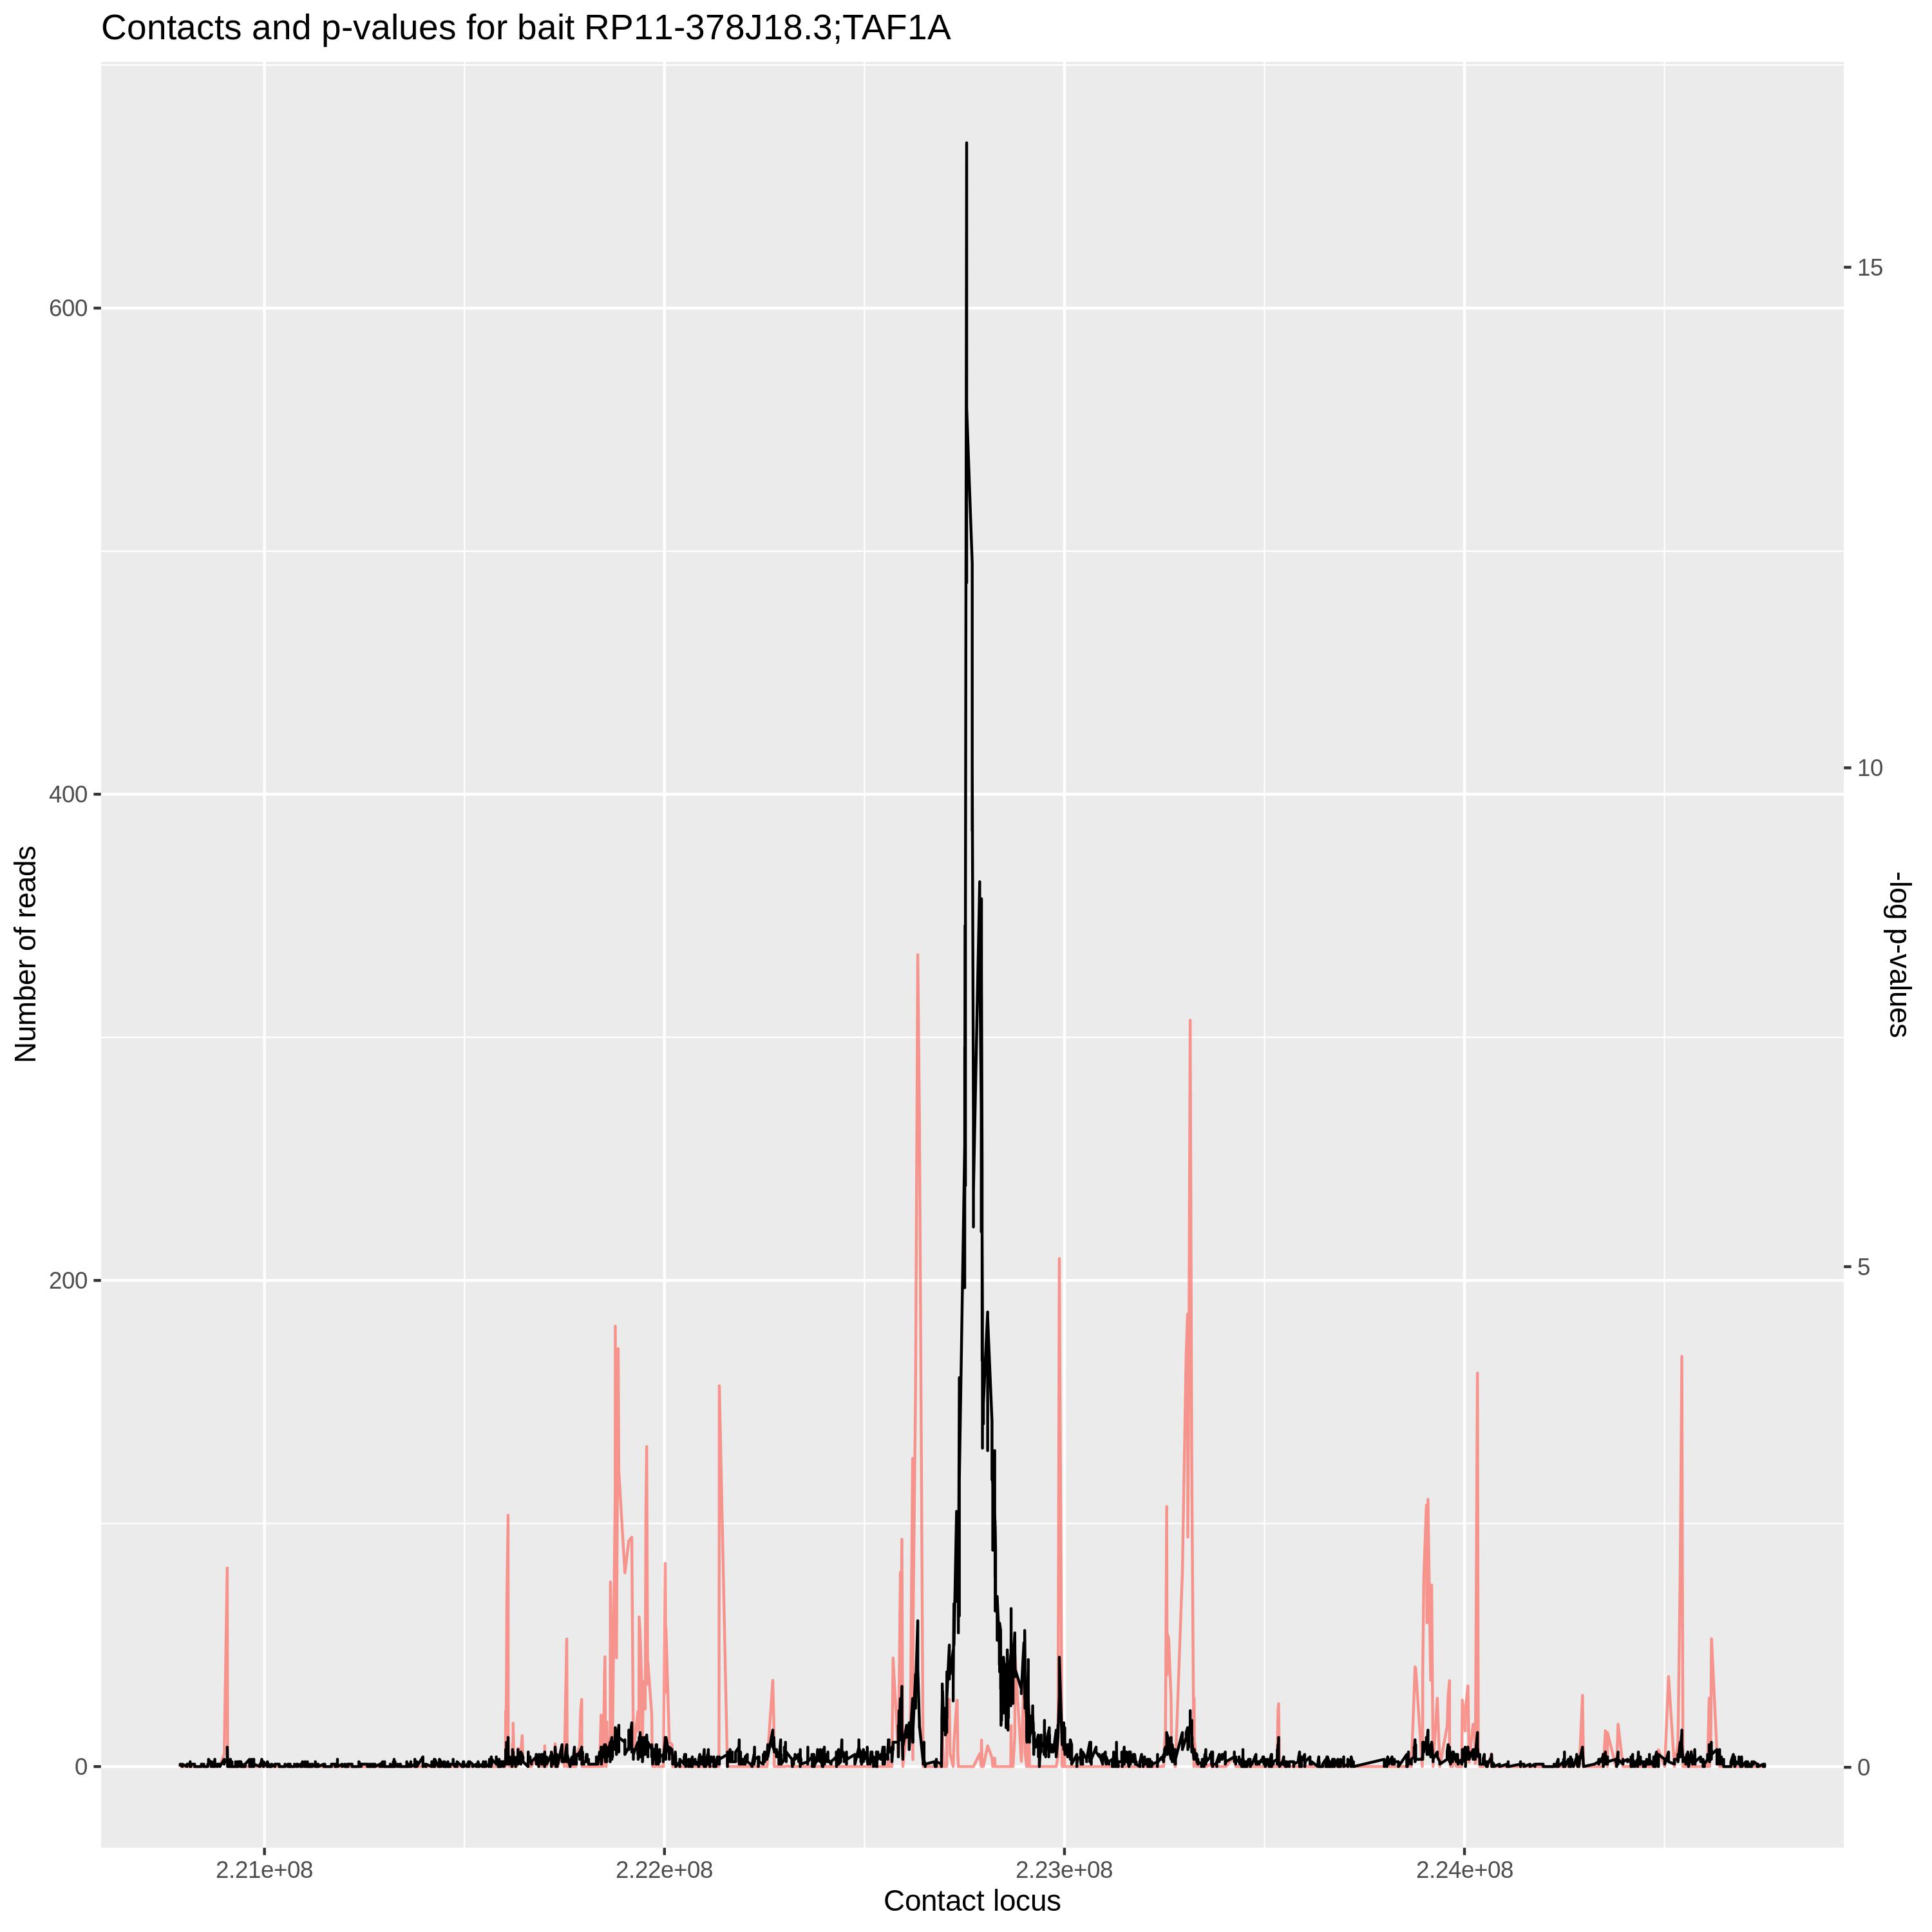 Contacts and p-values for bait RP11-378J18.3;TAF1A
Number of reads
600
400
200
0
15
10
5
0
-log p-values
2.21e+08
2.22e+08
2.23e+08
2.24e+08
Contact locus